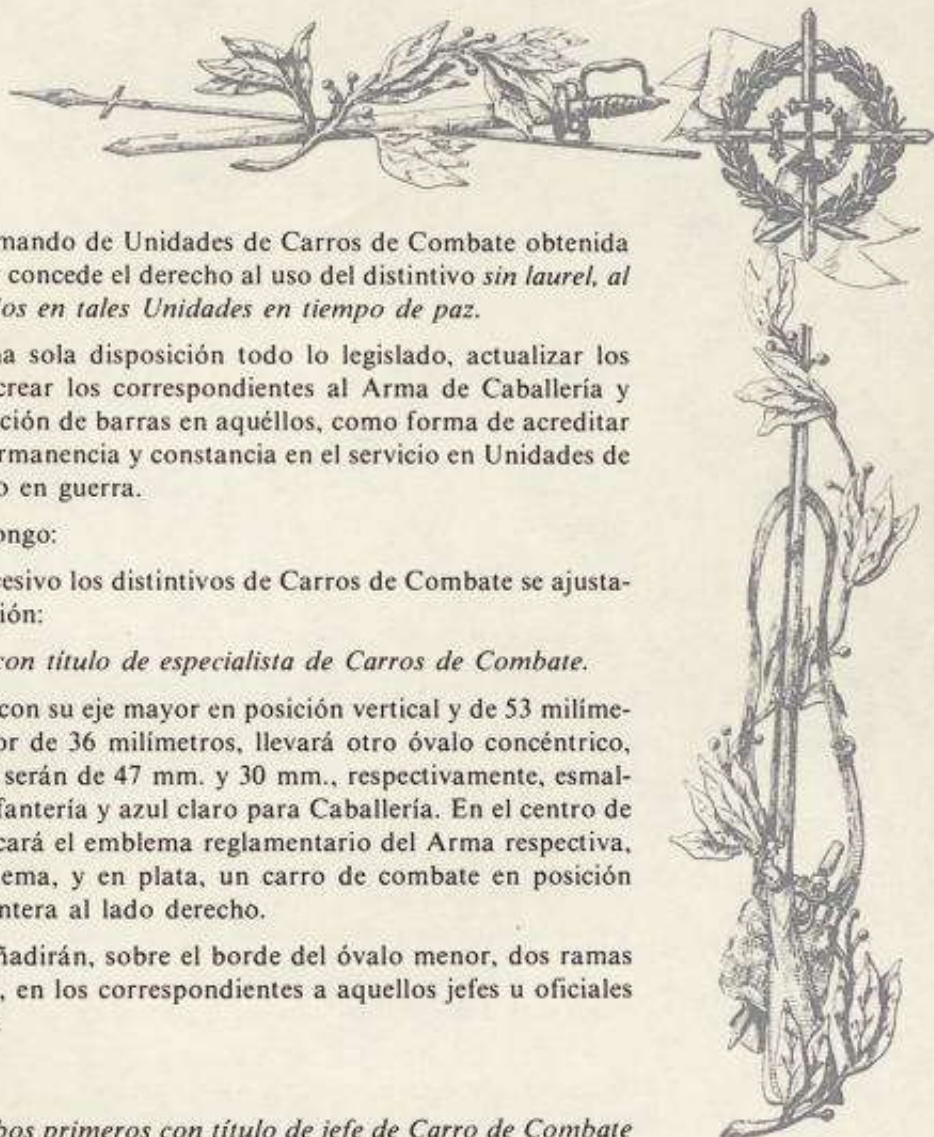 mando de Unidades de Carros de Combate obtenida
concede el derecho al uso del distintivo sin laurel, al
os en tales Unidades en tiempo de paz.
a sola disposición todo lo legislado, actualizar los
crear los correspondientes al Arma de Caballería y
ción de barras en aquéllos, como forma de acreditar
rmanencia y constancia en el servicio en Unidades de
o en guerra.
ongo:
cesivo los distintivos de Carros de Combate se ajusta-
ión:
con título de especialista de Carros de Combate.
con su eje mayor en posición vertical y de 53 milíme-
or de 36 milímetros, llevará otro óvalo concéntrico,
serán de 47 mm. y 30 mm., respectivamente, esmal-
fantería y azul claro para Caballería. En el centro de
cará el emblema reglamentario del Arma respectiva,
ema, y en plata, un carro de combate en posición
ntera al lado derecho.
ñadirán, sobre el borde del óvalo menor, dos ramas
, en los correspondientes a aquellos jefes u oficiales
bos primeros con título de jefe de Carro de Combate